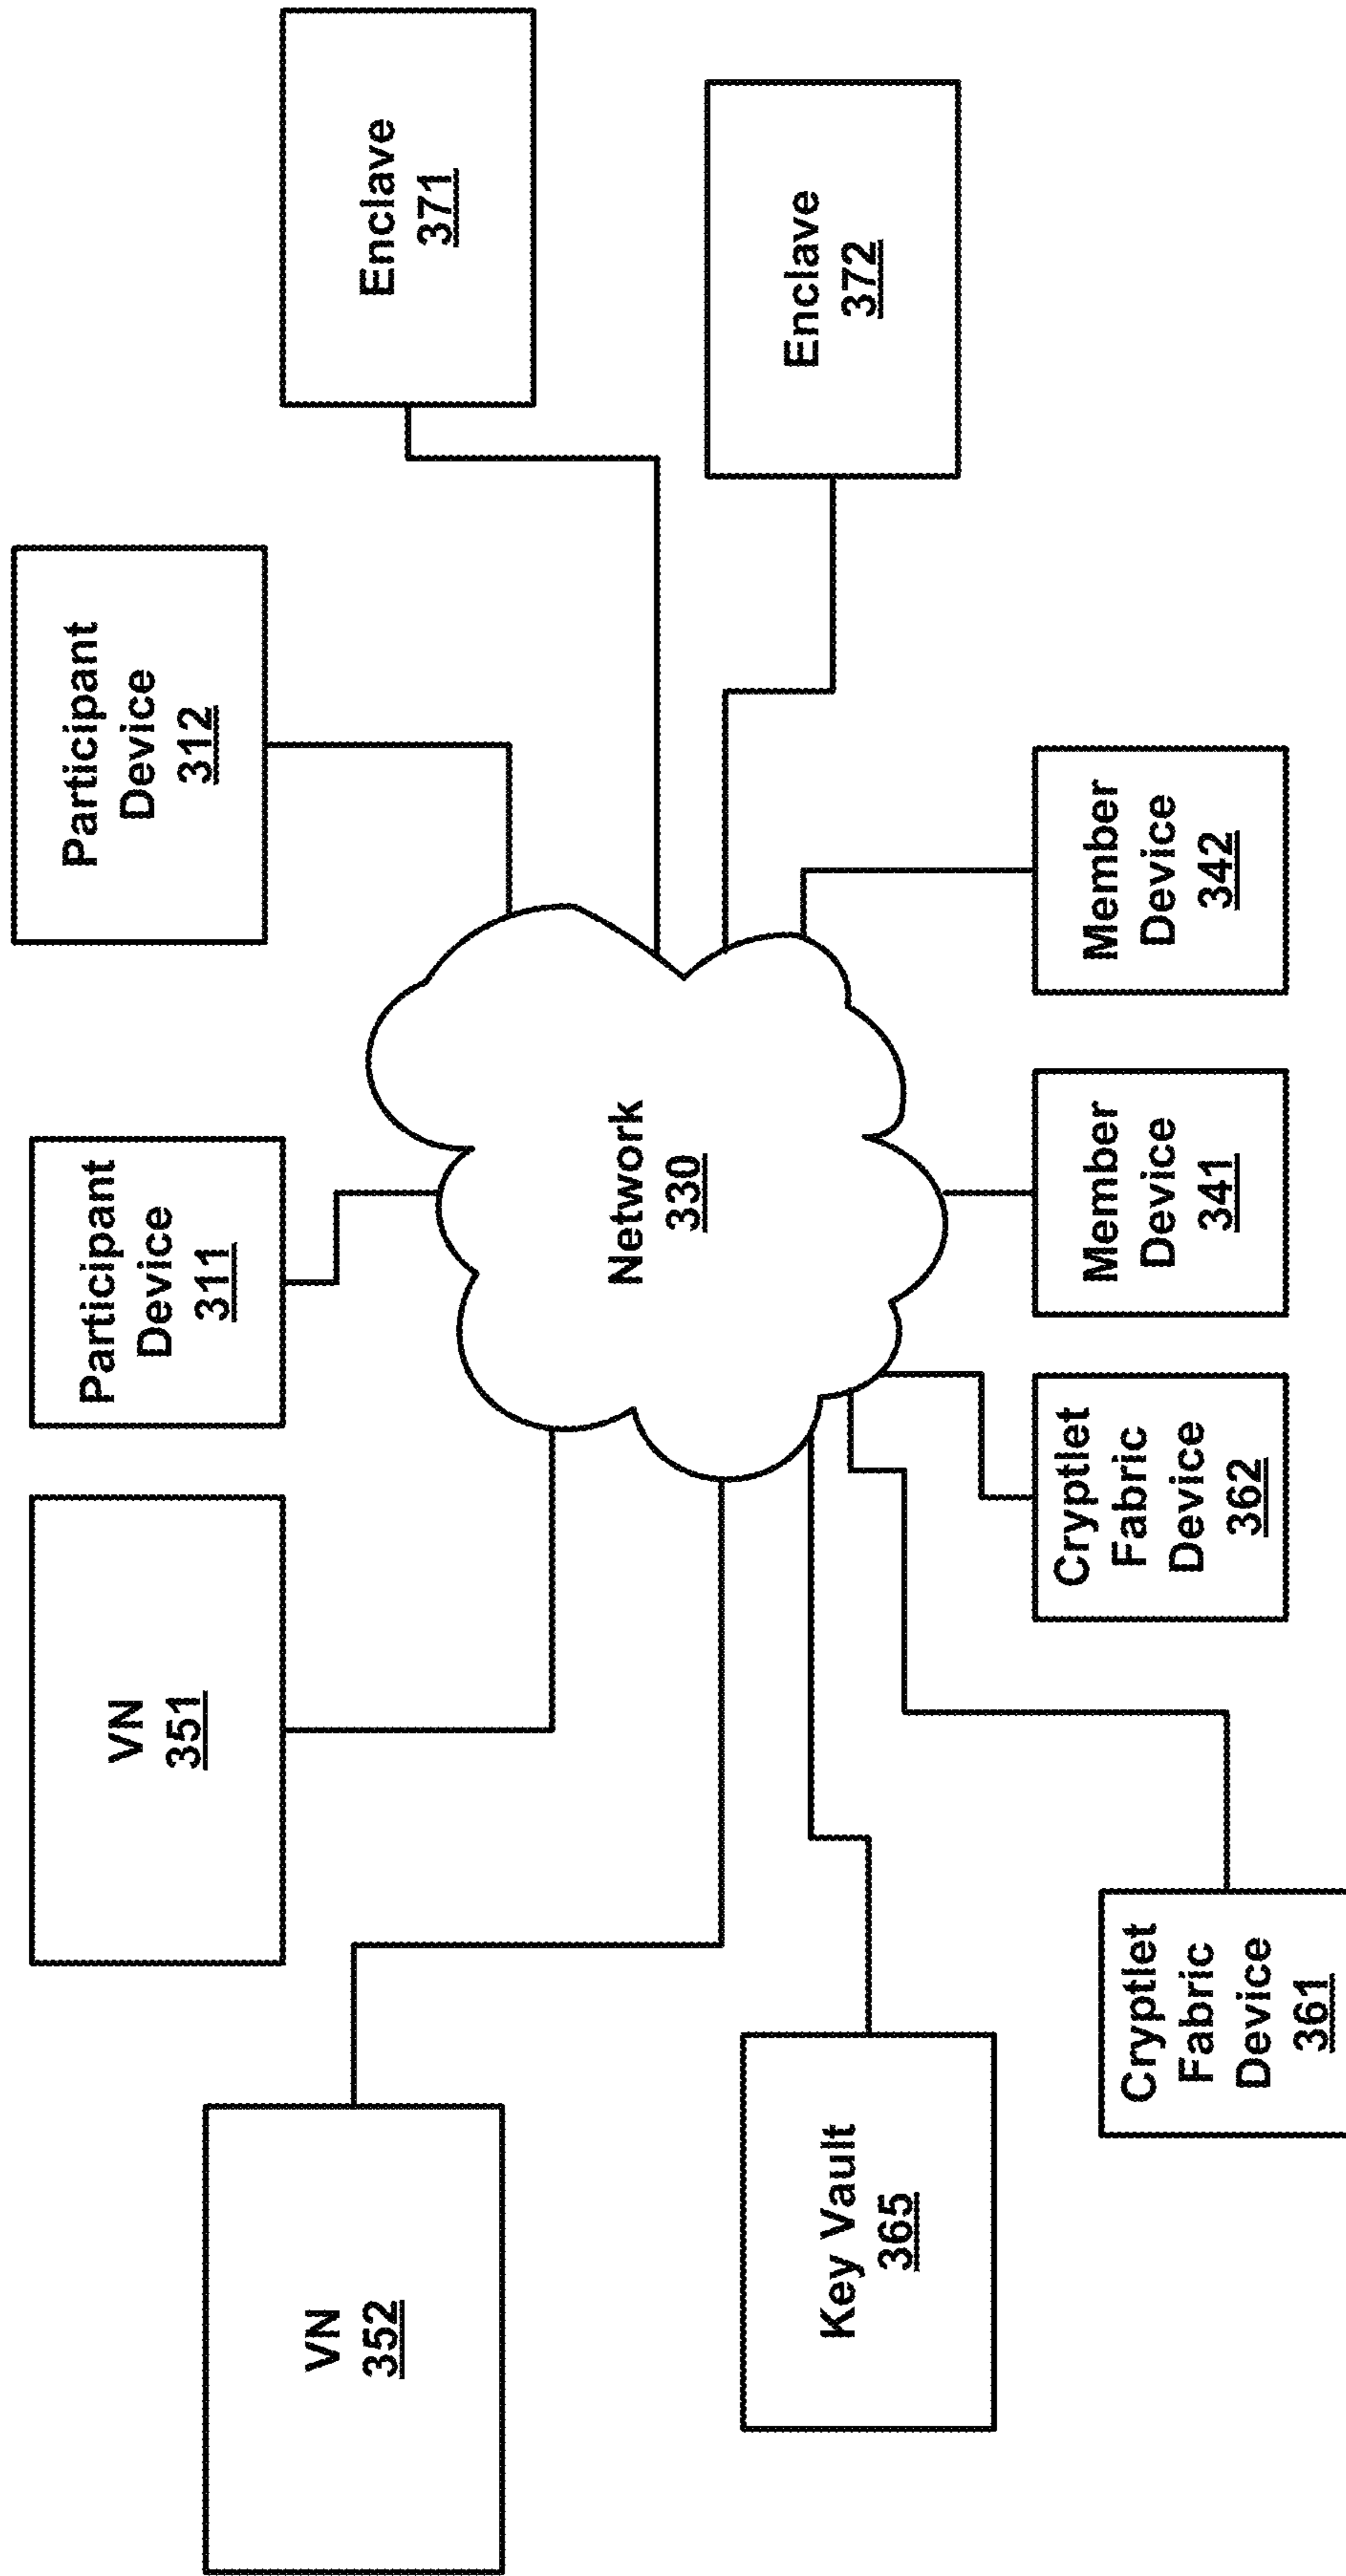 VN
352
VN
351
Participant
Device
311
Participant
Device
312
Enclave
371
Enclave
372
Network
330
Key Vault
365
Cryptlet
Fabric
Device
361
Cryptlet
Fabric
Device
362
Member
Device
341
Member
Device
342